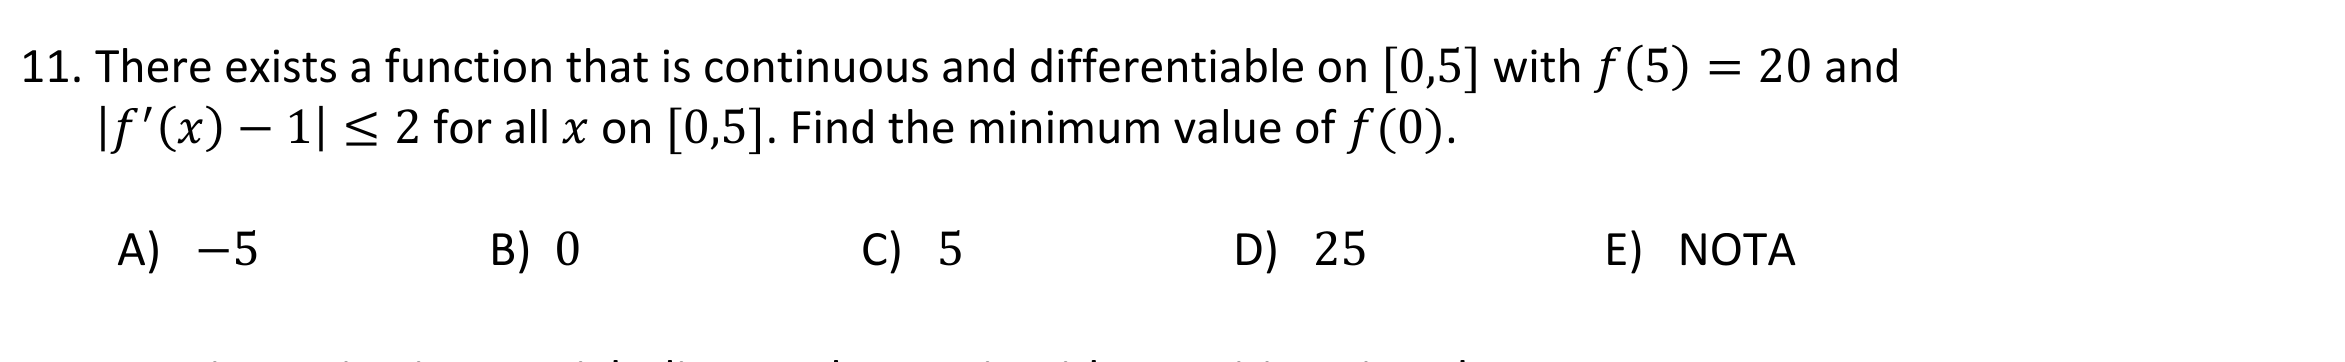 11. There exists a function that is continuous and differentiable on [0,5] with f(5) = 20 and
|f′(x) − 1| ≤ 2 for all x on [0,5]. Find the minimum value of f(0).
A) −5 B) 0 C) 5 D) 25 E) NOTA